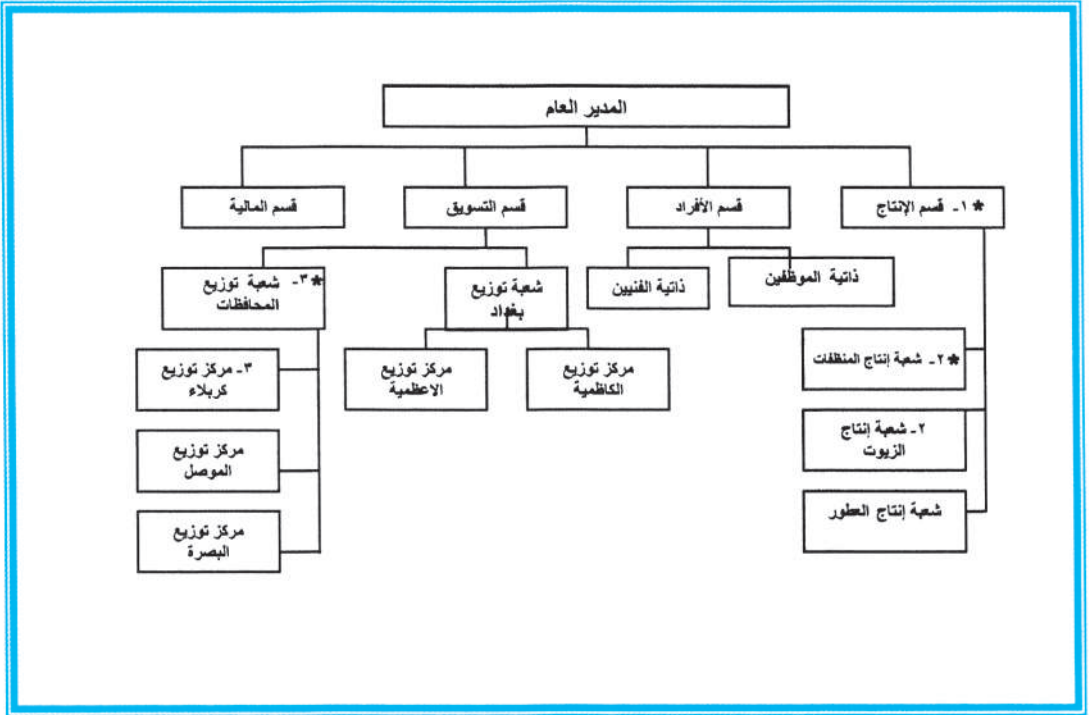 المدير العام
* ١- قسم الإنتاج
قسم الأفراد
قسم التسويق
قسم المالية
ذاتية الموظفين
ذاتية الفنيين
شعبة توزيع
بغداد
* ٣- شعبة توزيع
المحافظات
* ٢- شعبة إنتاج المنظفات
مركز توزيع
الكاظمية
مركز توزيع
الاعظمية
٣- مركز توزيع
كربلاء
٢- شعبة إنتاج
الزيوت
مركز توزيع
الموصل
شعبة إنتاج العطور
مركز توزيع
البصرة